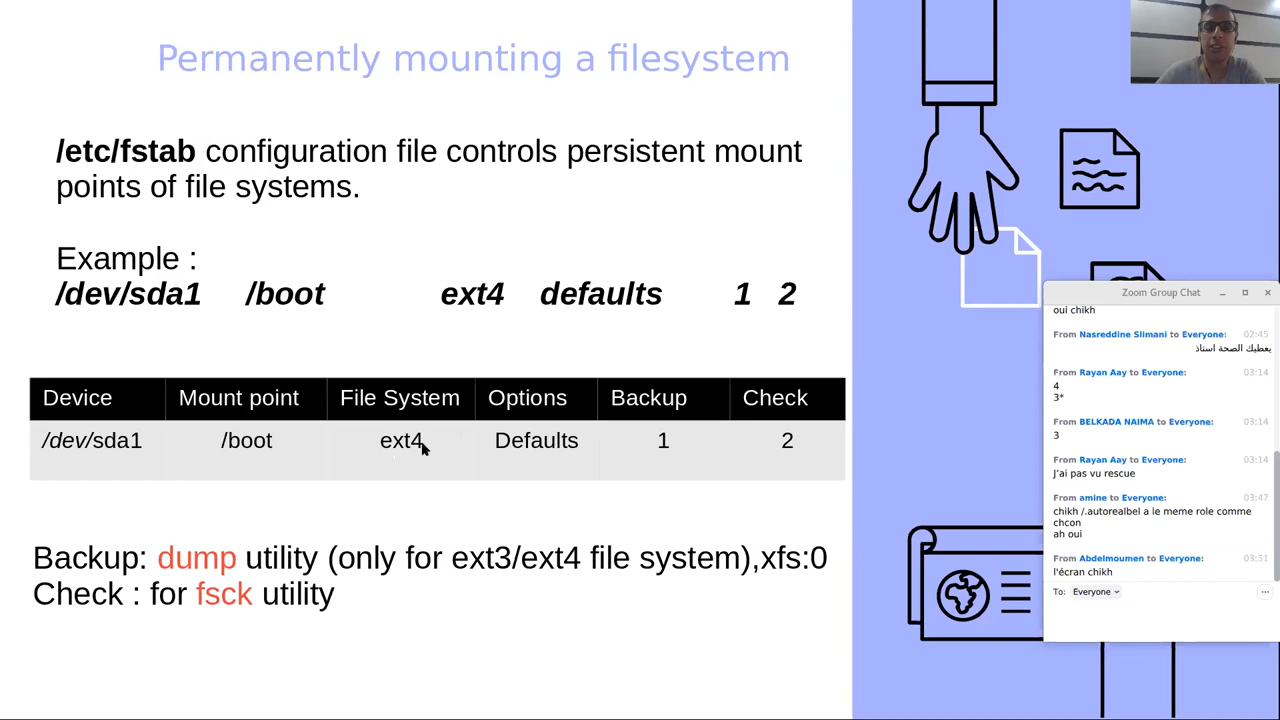 Permanently mounting a filesystem
/etc/fstab configuration file controls persistent mount
points of file systems.
Example :
/dev/sda1 /boot ext4 defaults 1 2
Device Mount point File System Options Backup Check
/dev/sda1 /boot ext4 Defaults 1 2
Backup: dump utility (only for ext3/ext4 file system),xfs:0
Check : for fsck utility
Zoom Group Chat
oui chikh
From Nasreddine Slimani to Everyone: 02:45
يعطيك الصحة استاذ
From Rayan Aay to Everyone: 03:14
4
3*
From BELKADA NAIMA to Everyone: 03:14
3
From Rayan Aay to Everyone: 03:14
J'ai pas vu rescue
From amine to Everyone: 03:47
chikh /.autorealbel a le meme role comme
chcon
ah oui
From Abdelmoumen to Everyone: 03:51
l'écran chikh
To: Everyone